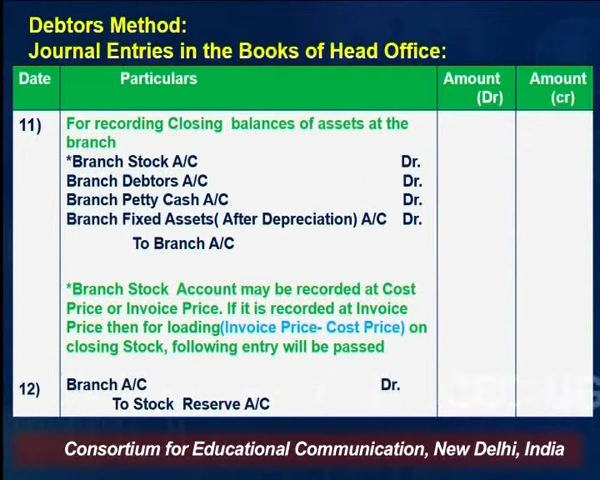 Debtors Method:
Journal Entries in the Books of Head Office:
Date Particulars Amount (Dr) Amount (cr)
11) For recording Closing balances of assets at the
branch
*Branch Stock A/C Dr.
Branch Debtors A/C Dr.
Branch Petty Cash A/C Dr.
Branch Fixed Assets( After Depreciation) A/C Dr.
To Branch A/C
*Branch Stock Account may be recorded at Cost
Price or Invoice Price. If it is recorded at Invoice
Price then for loading(Invoice Price- Cost Price) on
closing Stock, following entry will be passed
12) Branch A/C Dr.
To Stock Reserve A/C
Consortium for Educational Communication, New Delhi, India